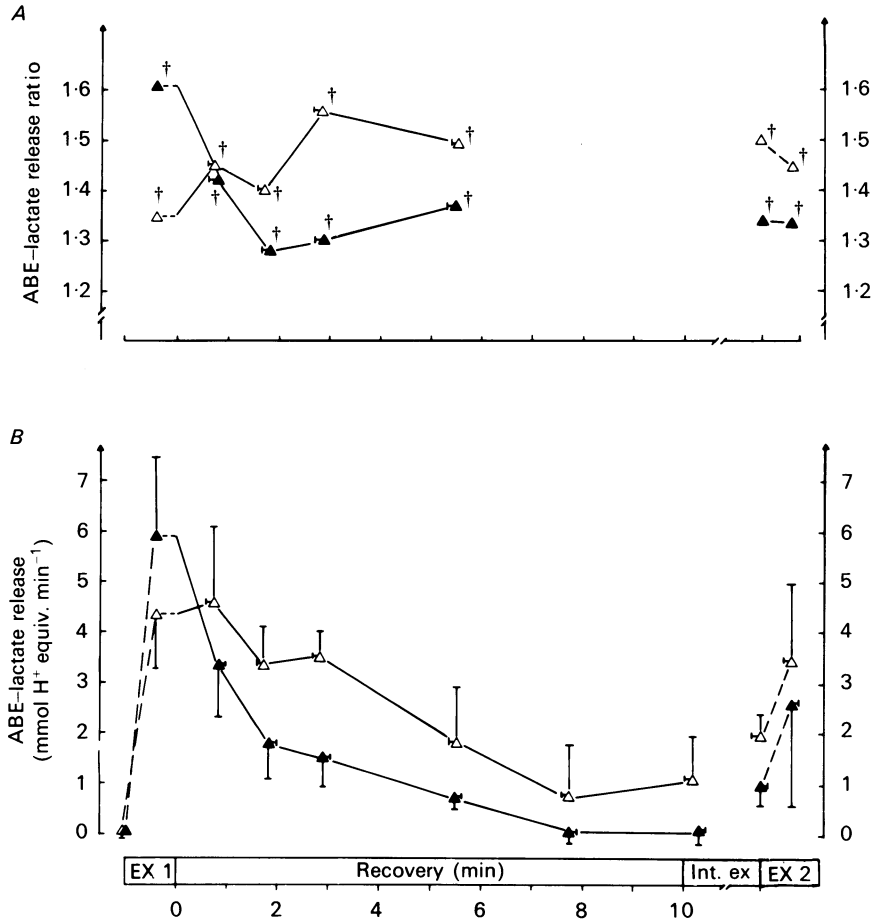 A
ABE–lactate release ratio
1·6
1·5
1·4
1·3
1·2
† † † † † † † † † †
1·6
1·5
1·4
1·3
1·2
† † † †
B
ABE–lactate release
(mmol H⁺ equiv. min⁻¹)
7
6
5
4
3
2
1
0
7
6
5
4
3
2
1
0
EX 1 Recovery (min) Int. ex EX 2
0 2 4 6 8 10